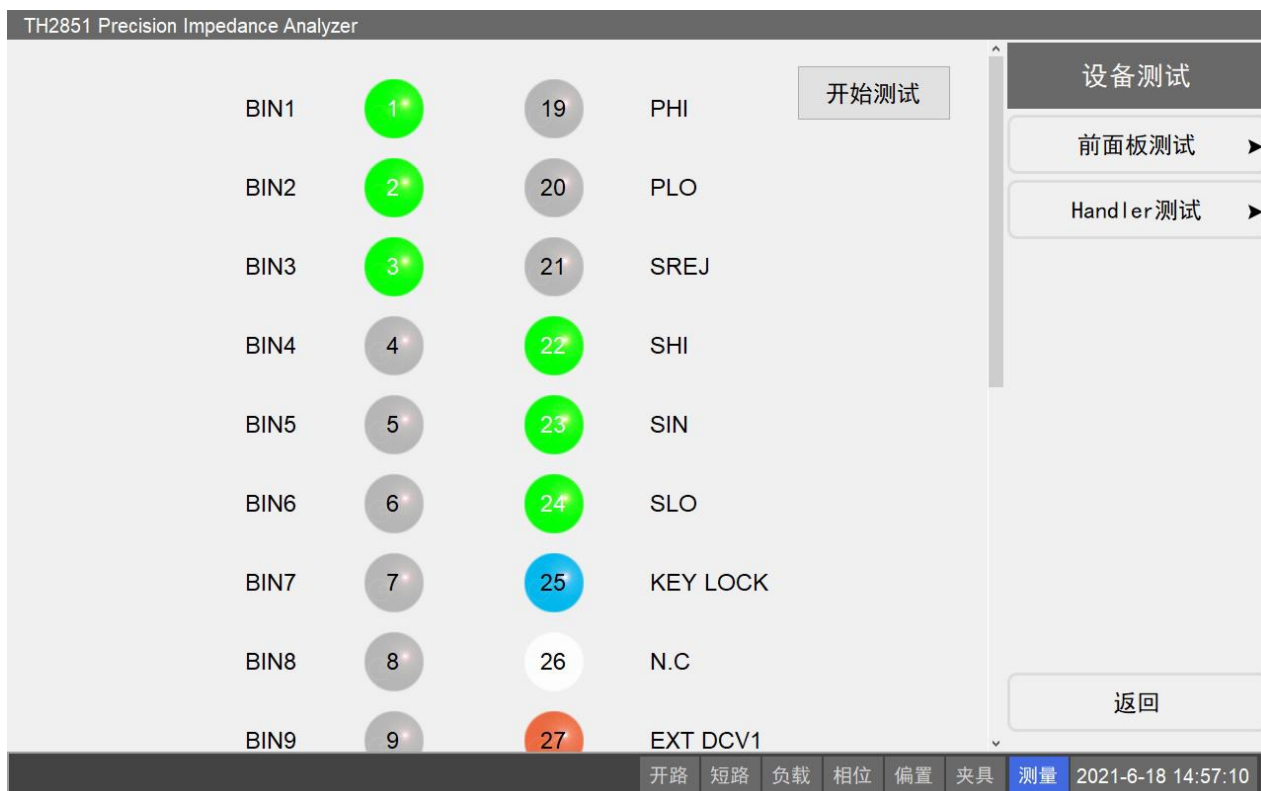 TH2851 Precision Impedance Analyzer
BIN1 1 19 PHI 开始测试
BIN2 2 20 PLO
BIN3 3 21 SREJ
BIN4 4 22 SHI
BIN5 5 23 SIN
BIN6 6 24 SLO
BIN7 7 25 KEY LOCK
BIN8 8 26 N.C
BIN9 9 27 EXT DCV1
设备测试
前面板测试
Handler测试
返回
开路 短路 负载 相位 偏置 夹具 测量 2021-6-18 14:57:10